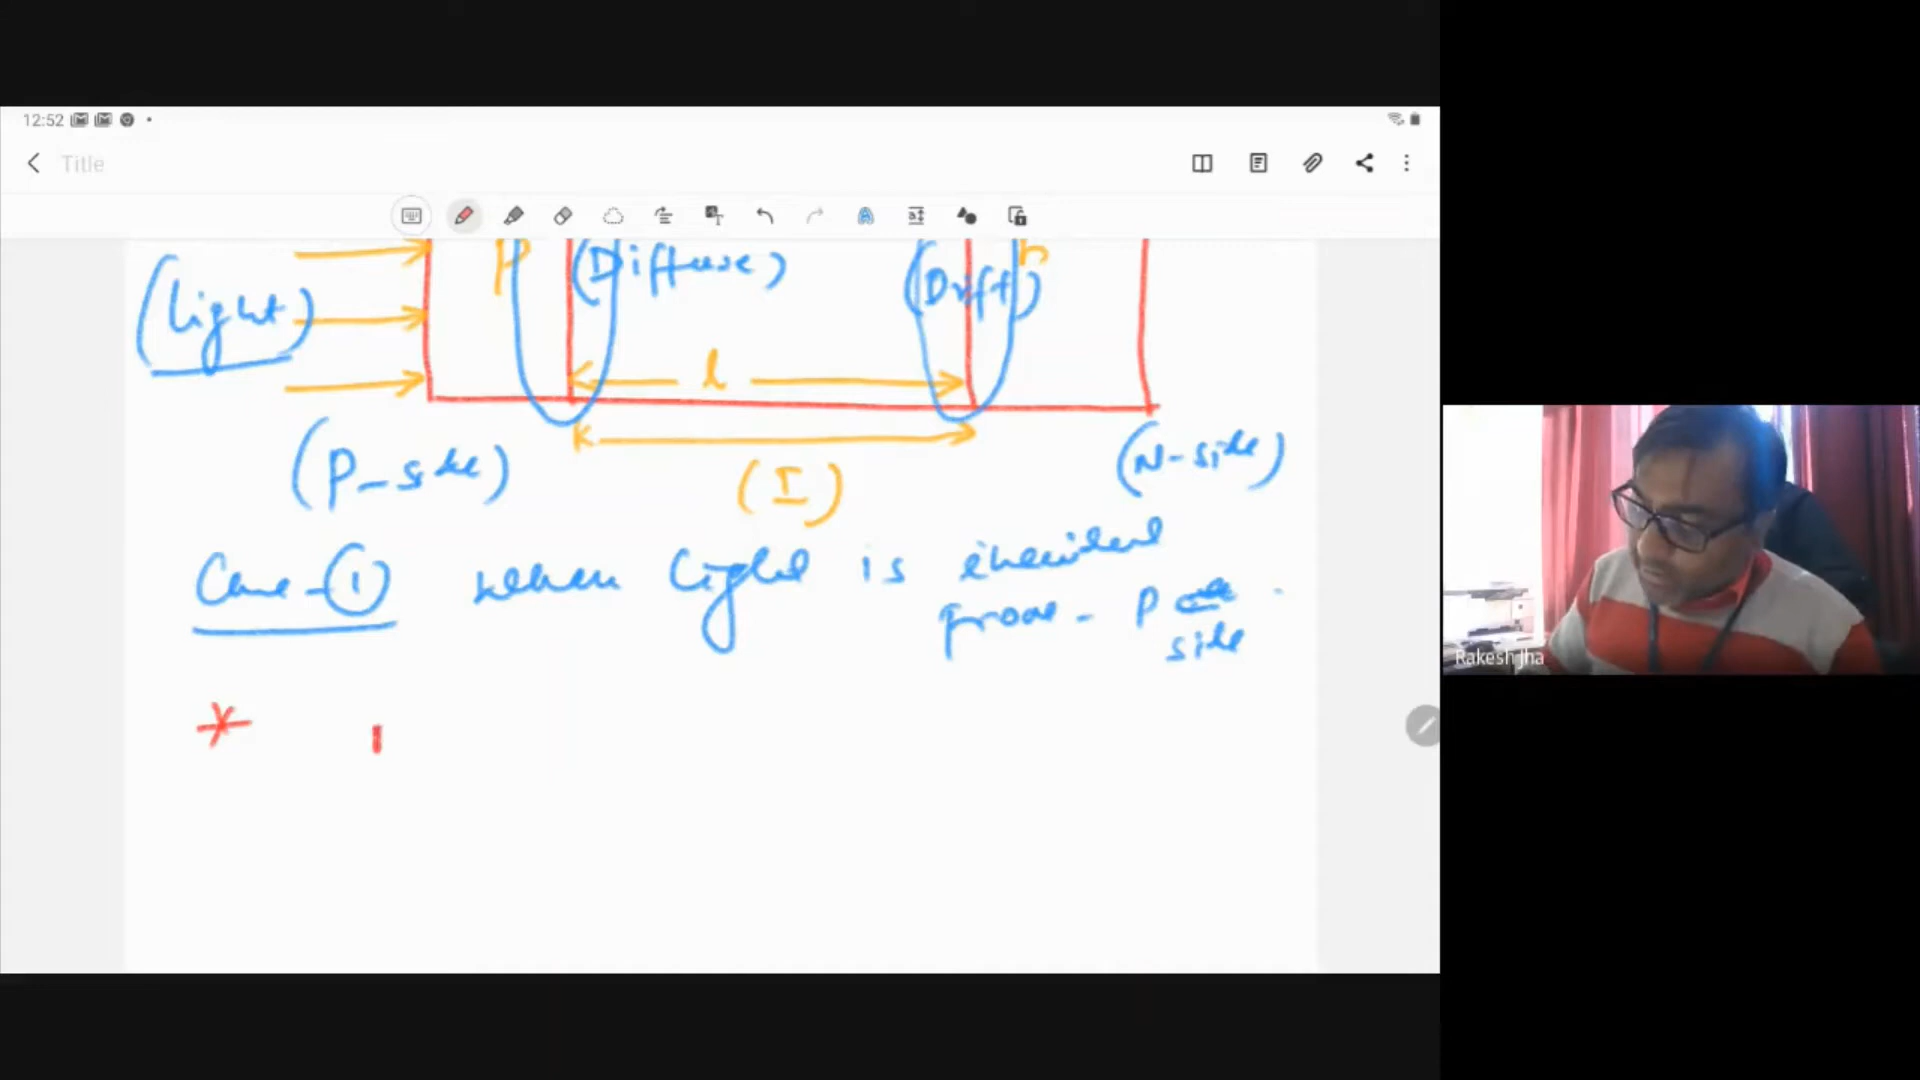 12:52
Title
P (Diffuse) (Drift) n
(light)
l
(P-side) (I) (N-side)
Case-① when light is incident
from - P
side
*
Rakesh Jha